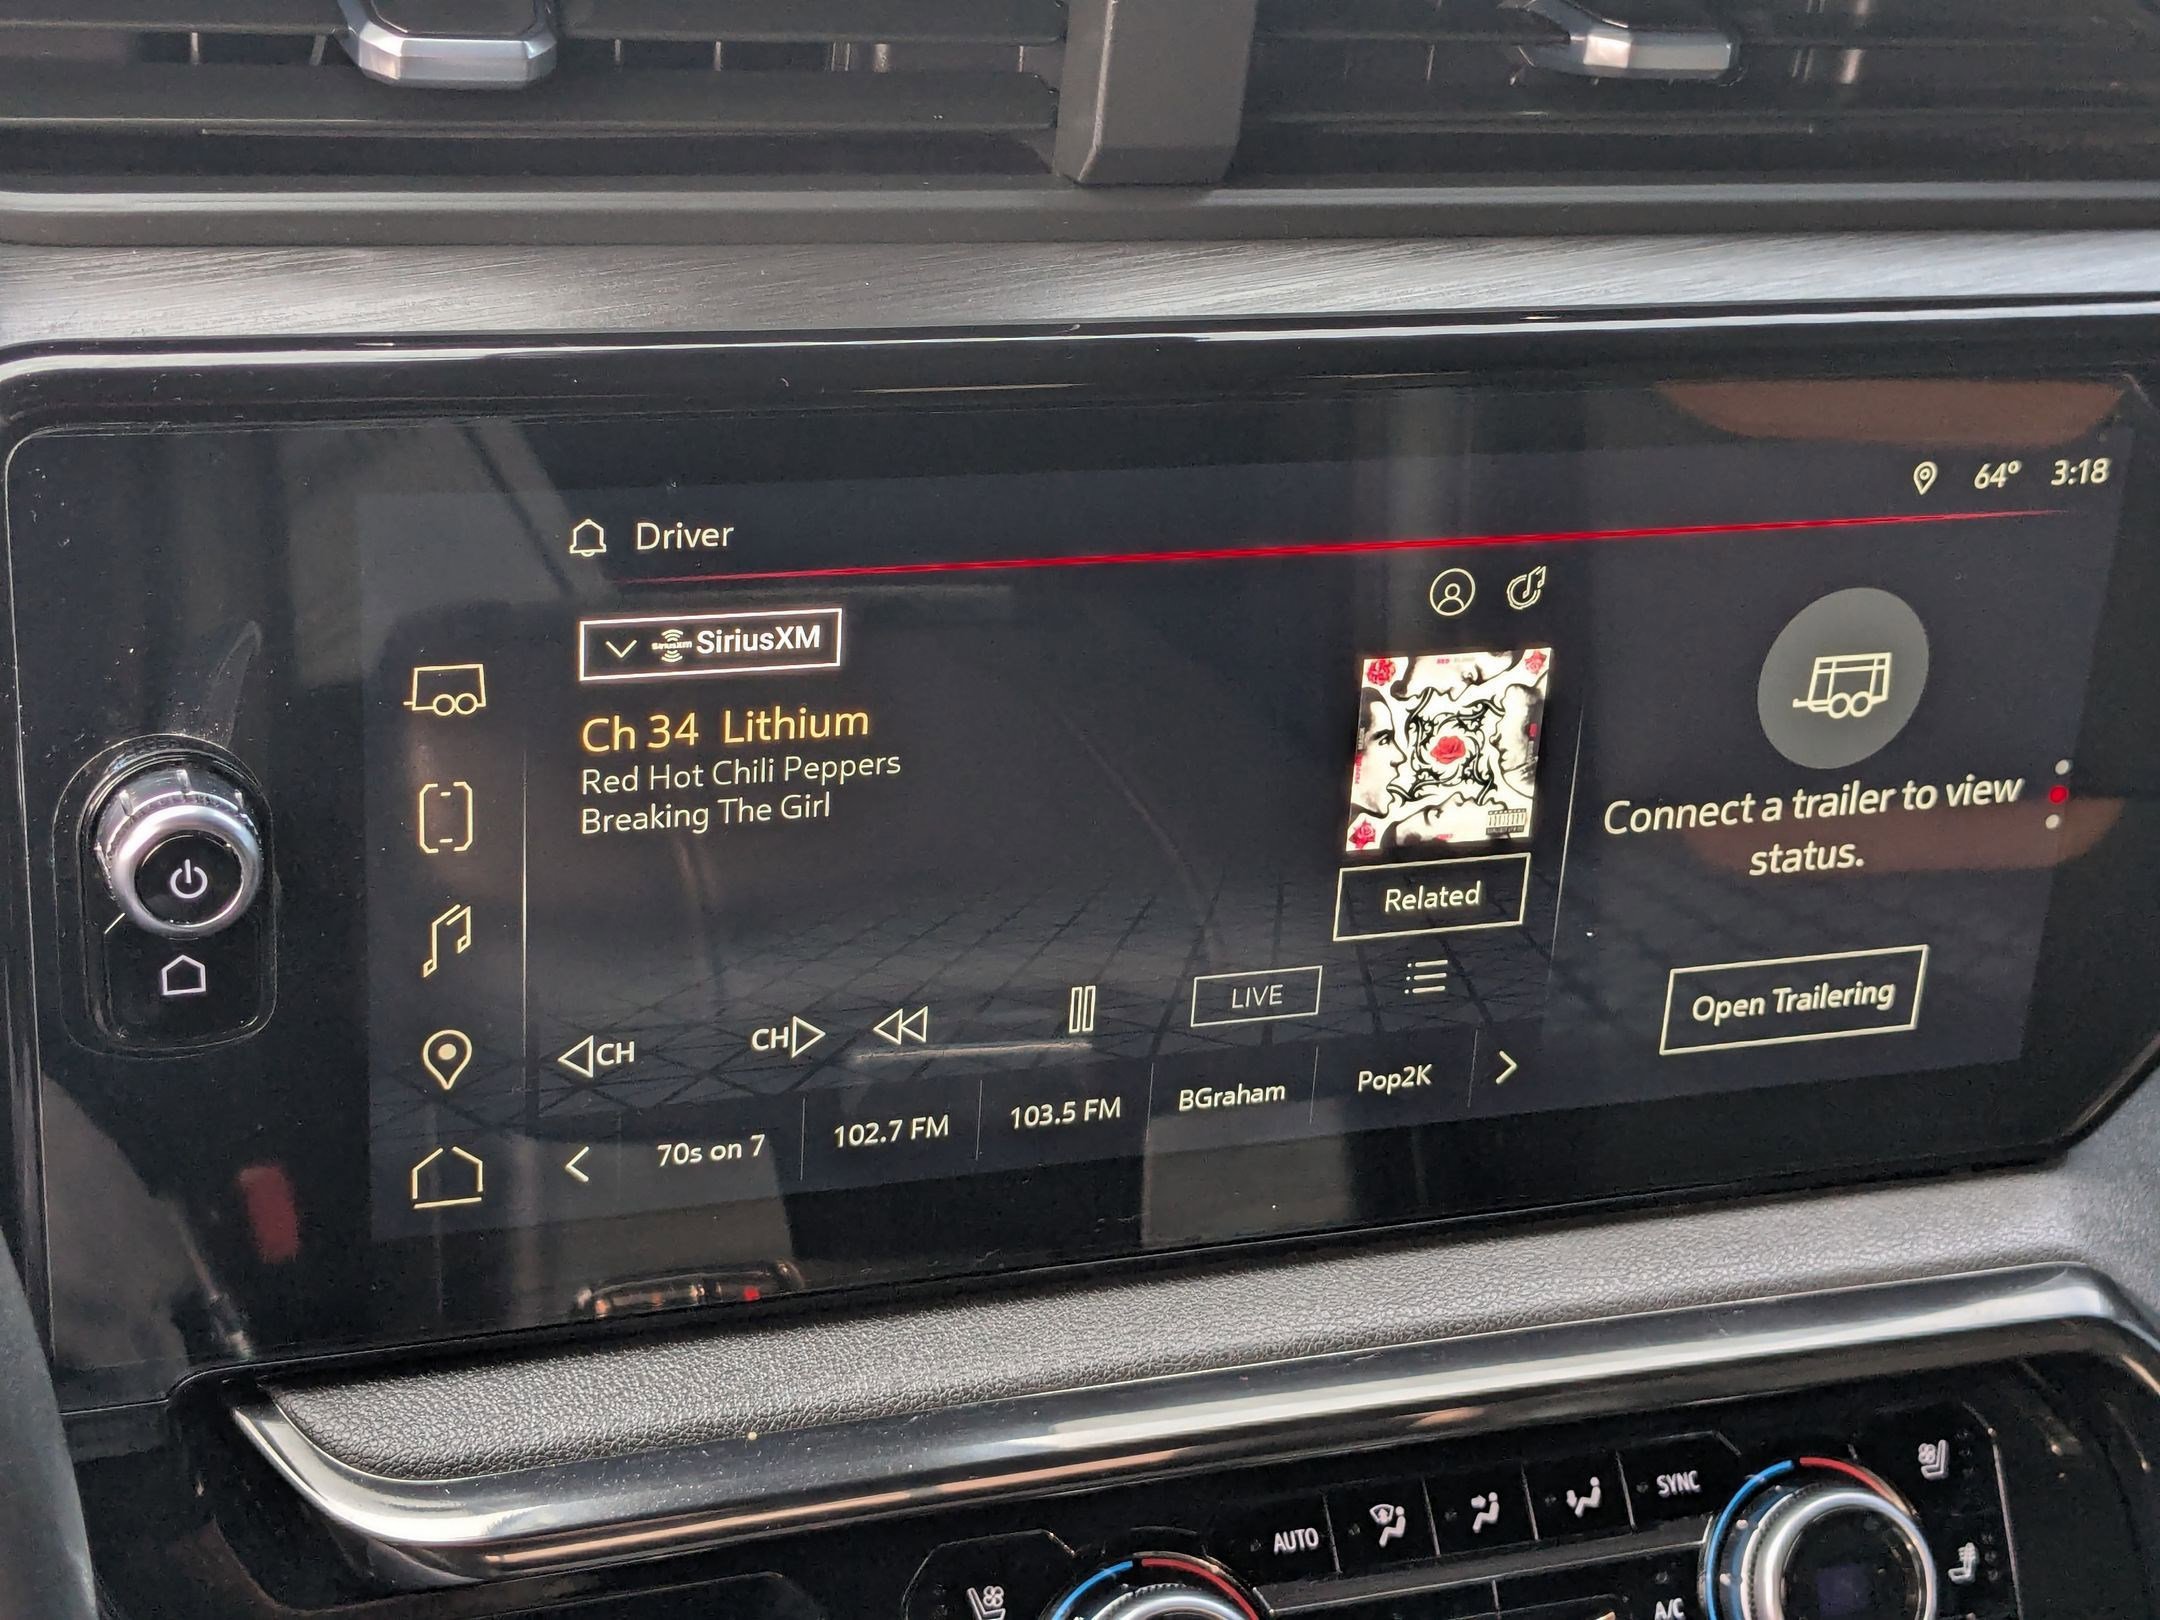 64° 3:18
Driver
SiriusXM SiriusXM
Ch 34 Lithium
Red Hot Chili Peppers
Breaking The Girl
Related
Connect a trailer to view
status.
Open Trailering
CH CH LIVE
70s on 7 102.7 FM 103.5 FM BGraham Pop2K
AUTO SYNC
A/C